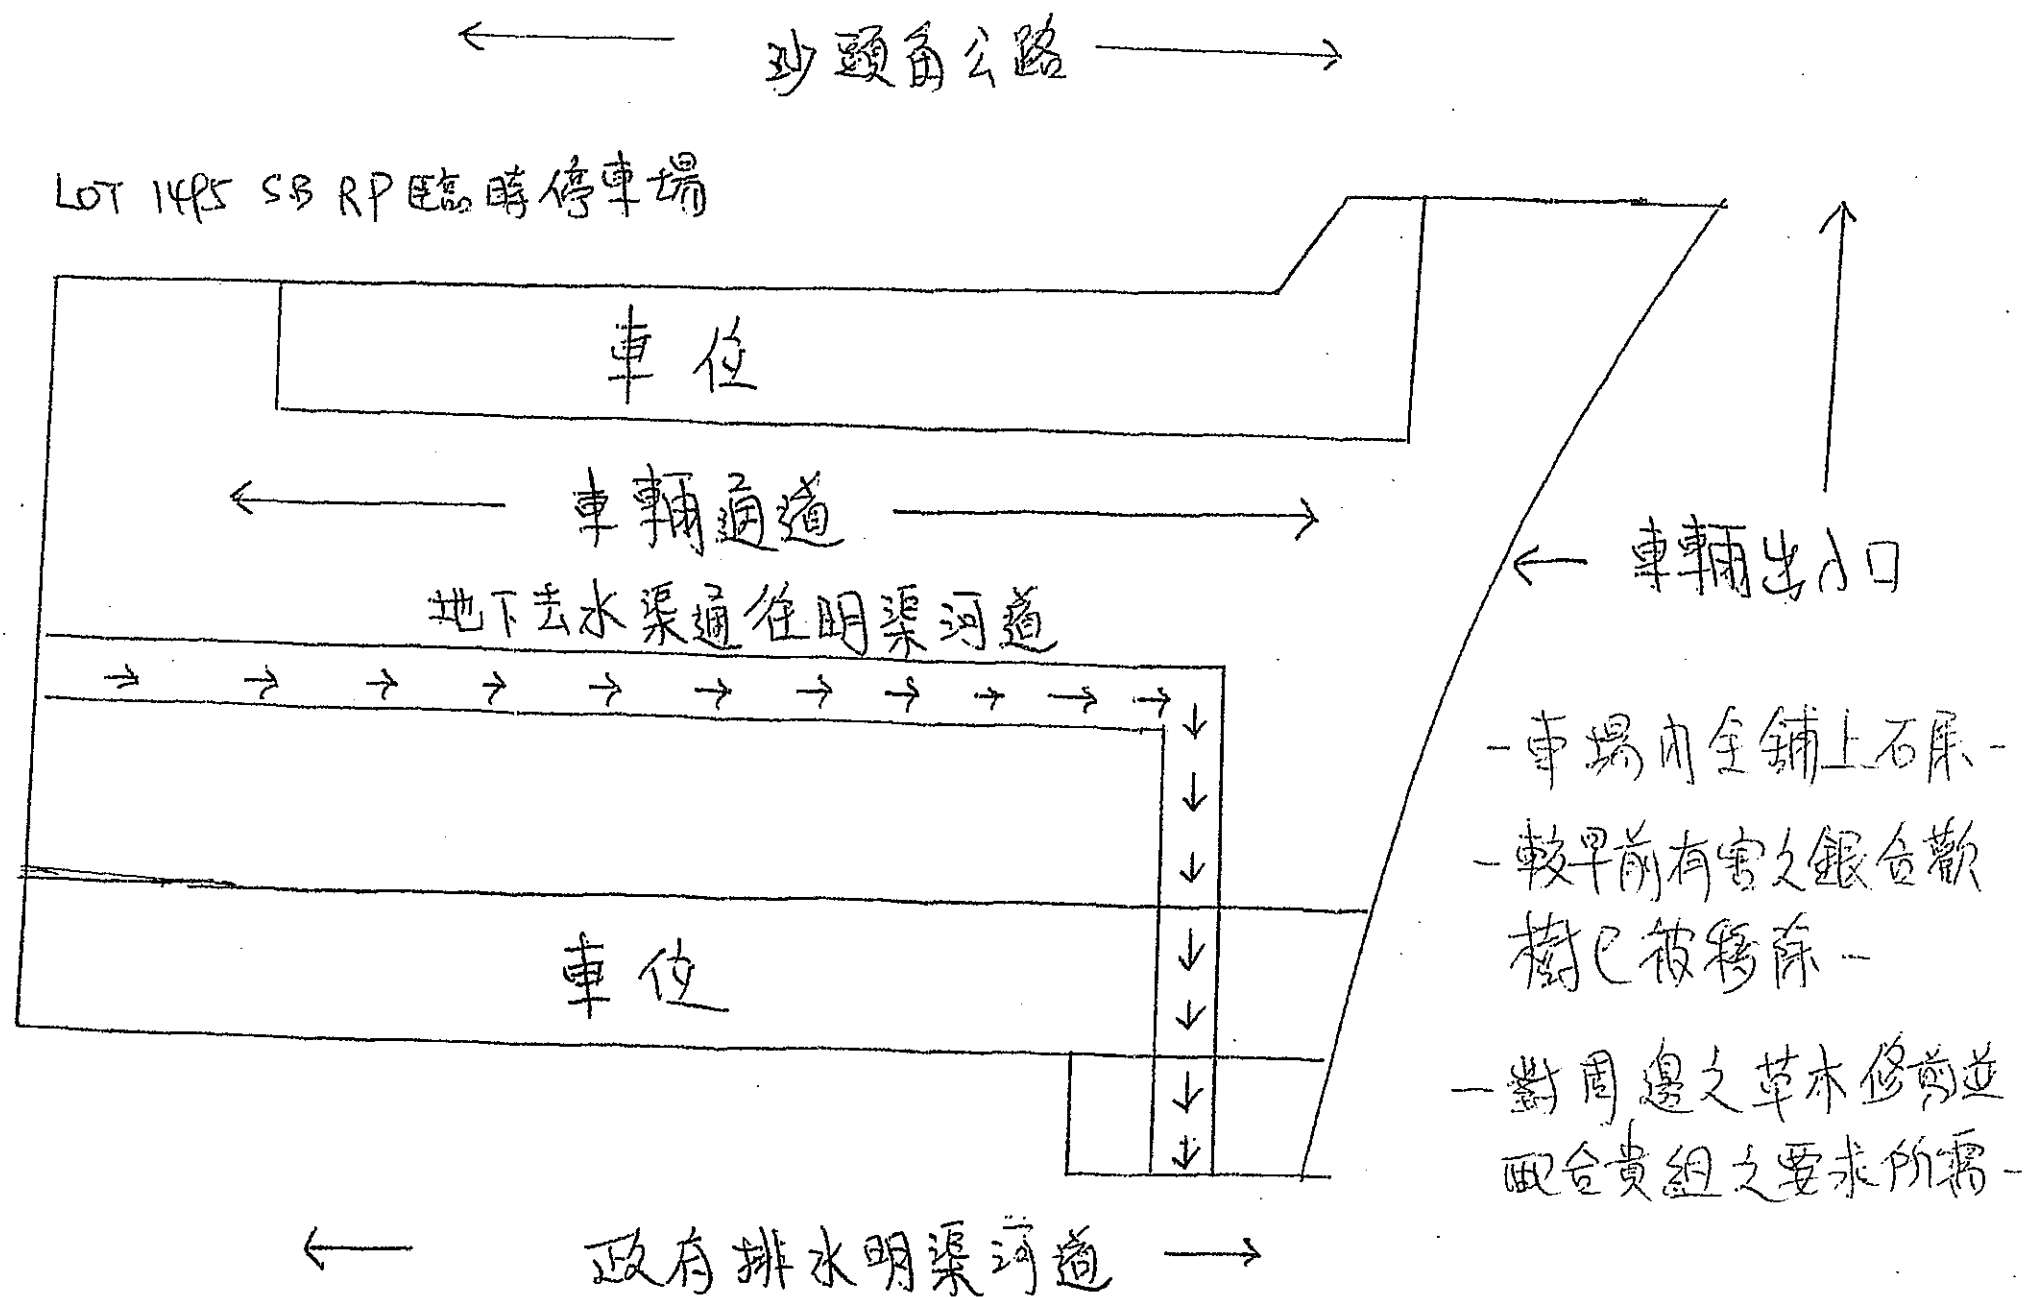 沙頭角公路
LOT 1495 SB RP 臨時停車場
車位
車輛通道
車輛出入口
地下去水渠通往明渠河道
-車場內全鋪上石屎-
-較早前有害之銀合歡
樹已被移除-
車位
-對周邊之草木修剪並
配合貴組之要求所需-
政府排水明渠河道